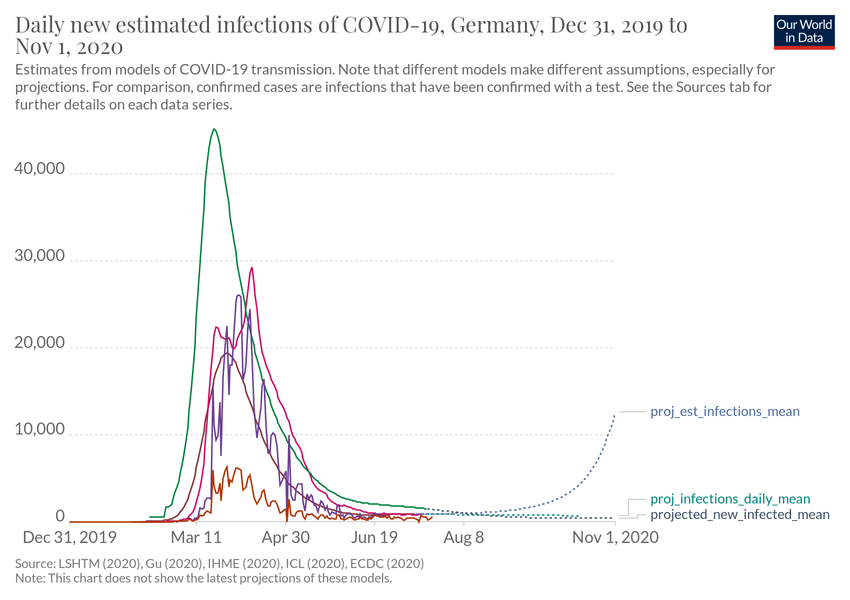 Daily new estimated infections of COVID-19, Germany, Dec 31, 2019 to
Nov 1, 2020
Our World
in Data
Estimates from models of COVID-19 transmission. Note that different models make different assumptions, especially for
projections. For comparison, confirmed cases are infections that have been confirmed with a test. See the Sources tab for
further details on each data series.
40,000
30,000
20,000
10,000
0
proj_est_infections_mean
proj_infections_daily_mean
projected_new_infected_mean
Dec 31, 2019
Mar 11
Apr 30
Jun 19
Aug 8
Nov 1, 2020
Source: LSHTM (2020), Gu (2020), IHME (2020), ICL (2020), ECDC (2020)
Note: This chart does not show the latest projections of these models.